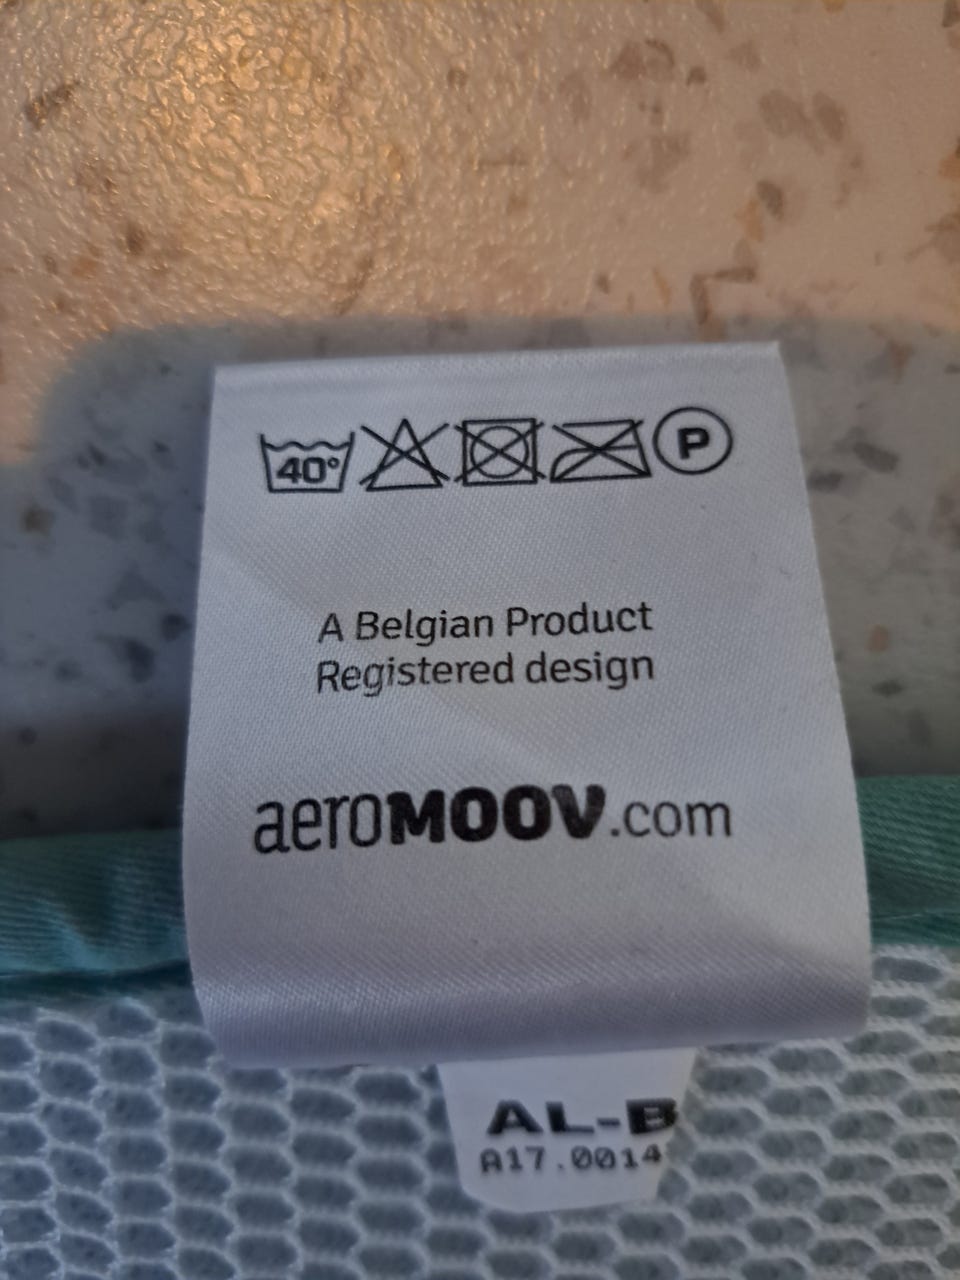 40°
P
A Belgian Product
Registered design
aeroMOOV.com
AL-B
A17.0014